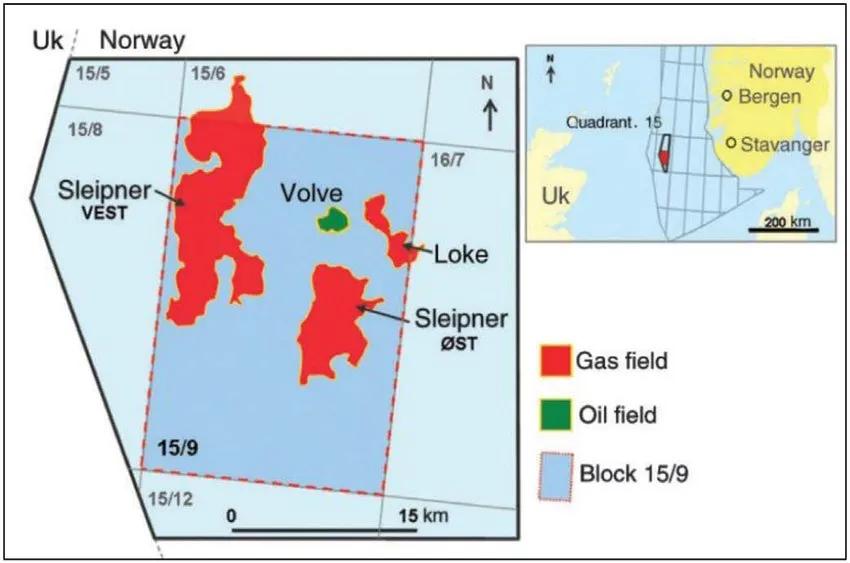 Uk Norway
15/5
15/6
N
15/8
16/7
Sleipner
VEST
Volve
Loke
Sleipner
ØST
15/9
15/12
0 15 km
N
Norway
Bergen
Quadrant. 15
Stavanger
Uk
200 km
Gas field
Oil field
Block 15/9